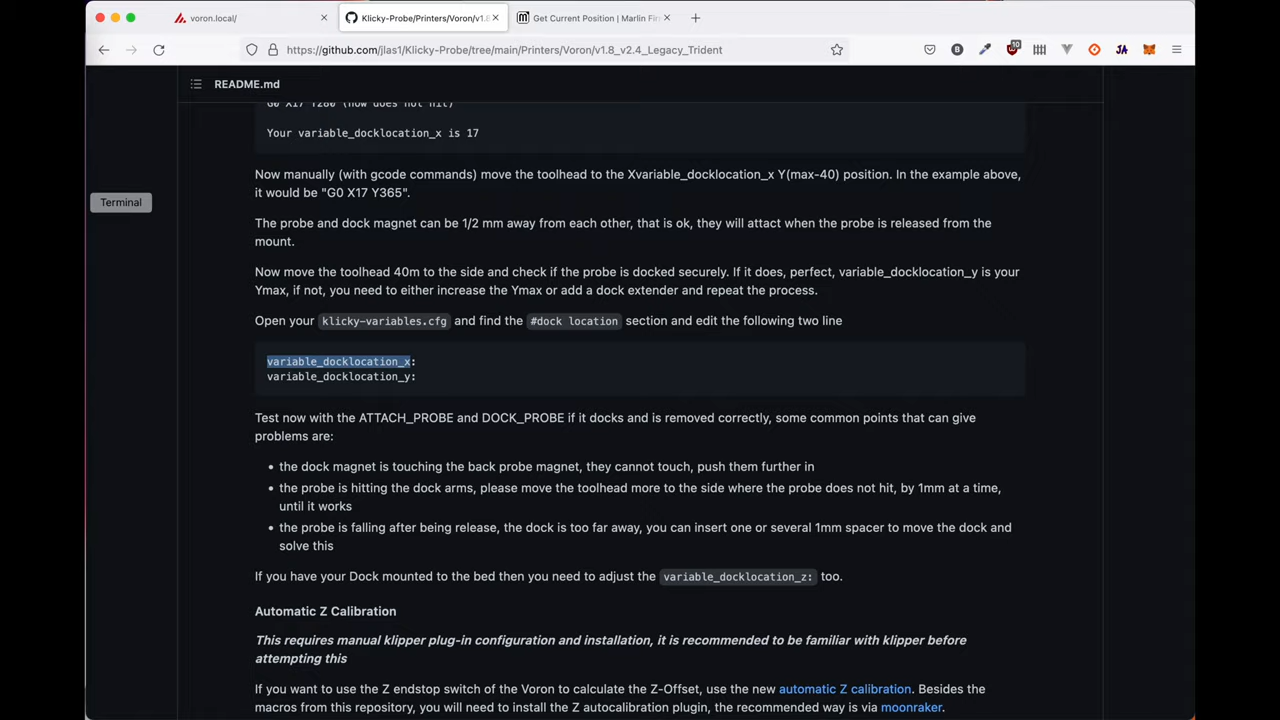 voron.local/
Klicky-Probe/Printers/Voron/v1.8
Get Current Position | Marlin Fir
https://github.com/jlas1/Klicky-Probe/tree/main/Printers/Voron/v1.8_v2.4_Legacy_Trident
10
B
JA
README.md
Terminal
G0 X17 Y280 (now does not hit)
Your variable_docklocation_x is 17
Now manually (with gcode commands) move the toolhead to the Xvariable_docklocation_x Y(max-40) position. In the example above,
it would be "G0 X17 Y365".
The probe and dock magnet can be 1/2 mm away from each other, that is ok, they will attact when the probe is released from the
mount.
Now move the toolhead 40m to the side and check if the probe is docked securely. If it does, perfect, variable_docklocation_y is your
Ymax, if not, you need to either increase the Ymax or add a dock extender and repeat the process.
Open your klicky-variables.cfg and find the #dock location section and edit the following two line
variable_docklocation_x:
variable_docklocation_y:
Test now with the ATTACH_PROBE and DOCK_PROBE if it docks and is removed correctly, some common points that can give
problems are:
• the dock magnet is touching the back probe magnet, they cannot touch, push them further in
• the probe is hitting the dock arms, please move the toolhead more to the side where the probe does not hit, by 1mm at a time,
until it works
• the probe is falling after being release, the dock is too far away, you can insert one or several 1mm spacer to move the dock and
solve this
If you have your Dock mounted to the bed then you need to adjust the variable_docklocation_z: too.
Automatic Z Calibration
This requires manual klipper plug-in configuration and installation, it is recommended to be familiar with klipper before
attempting this
If you want to use the Z endstop switch of the Voron to calculate the Z-Offset, use the new automatic Z calibration. Besides the
macros from this repository, you will need to install the Z autocalibration plugin, the recommended way is via moonraker.